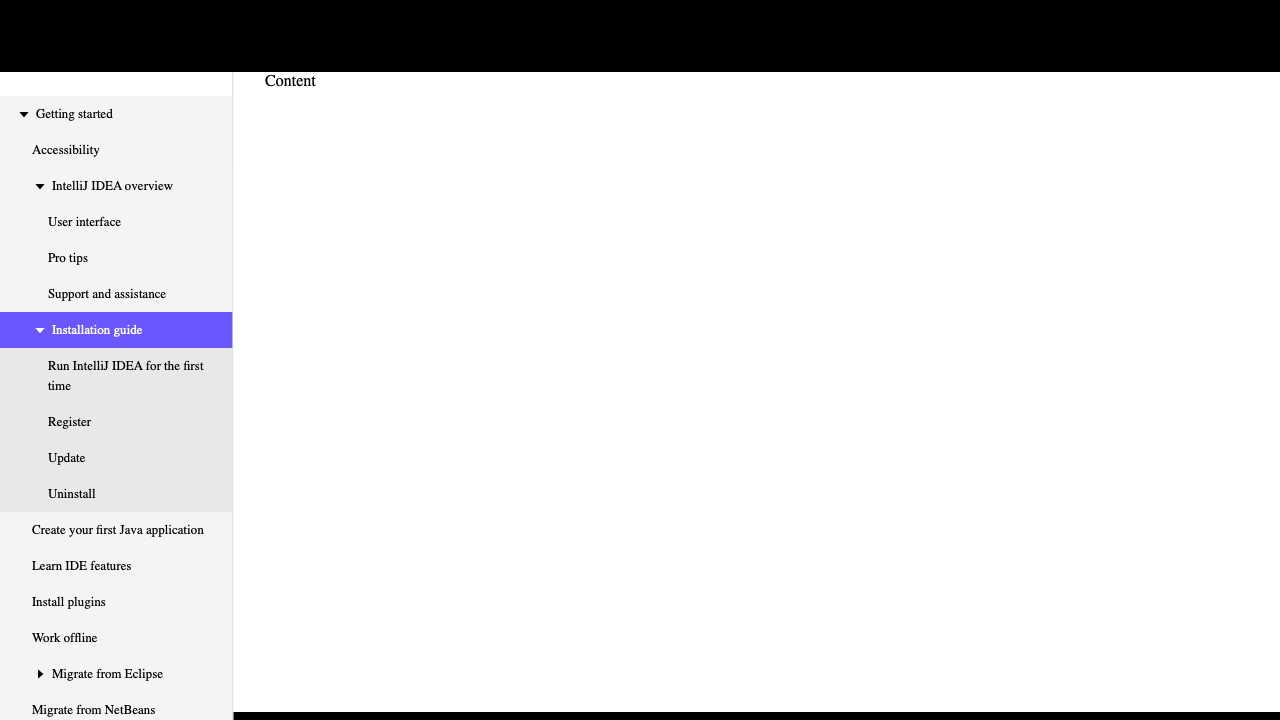 Content
Getting started
Accessibility
IntelliJ IDEA overview
User interface
Pro tips
Support and assistance
Installation guide
Run IntelliJ IDEA for the first
time
Register
Update
Uninstall
Create your first Java application
Learn IDE features
Install plugins
Work offline
Migrate from Eclipse
Migrate from NetBeans